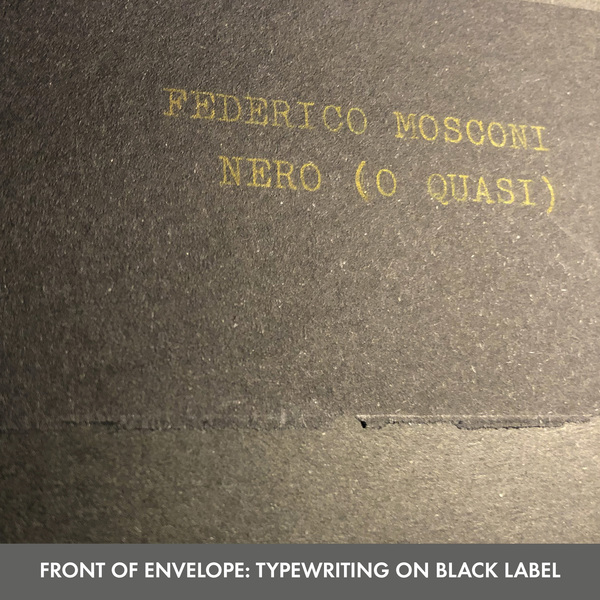 FEDERICO MOSCONI
NERO (O QUASI)
FRONT OF ENVELOPE: TYPEWRITING ON BLACK LABEL